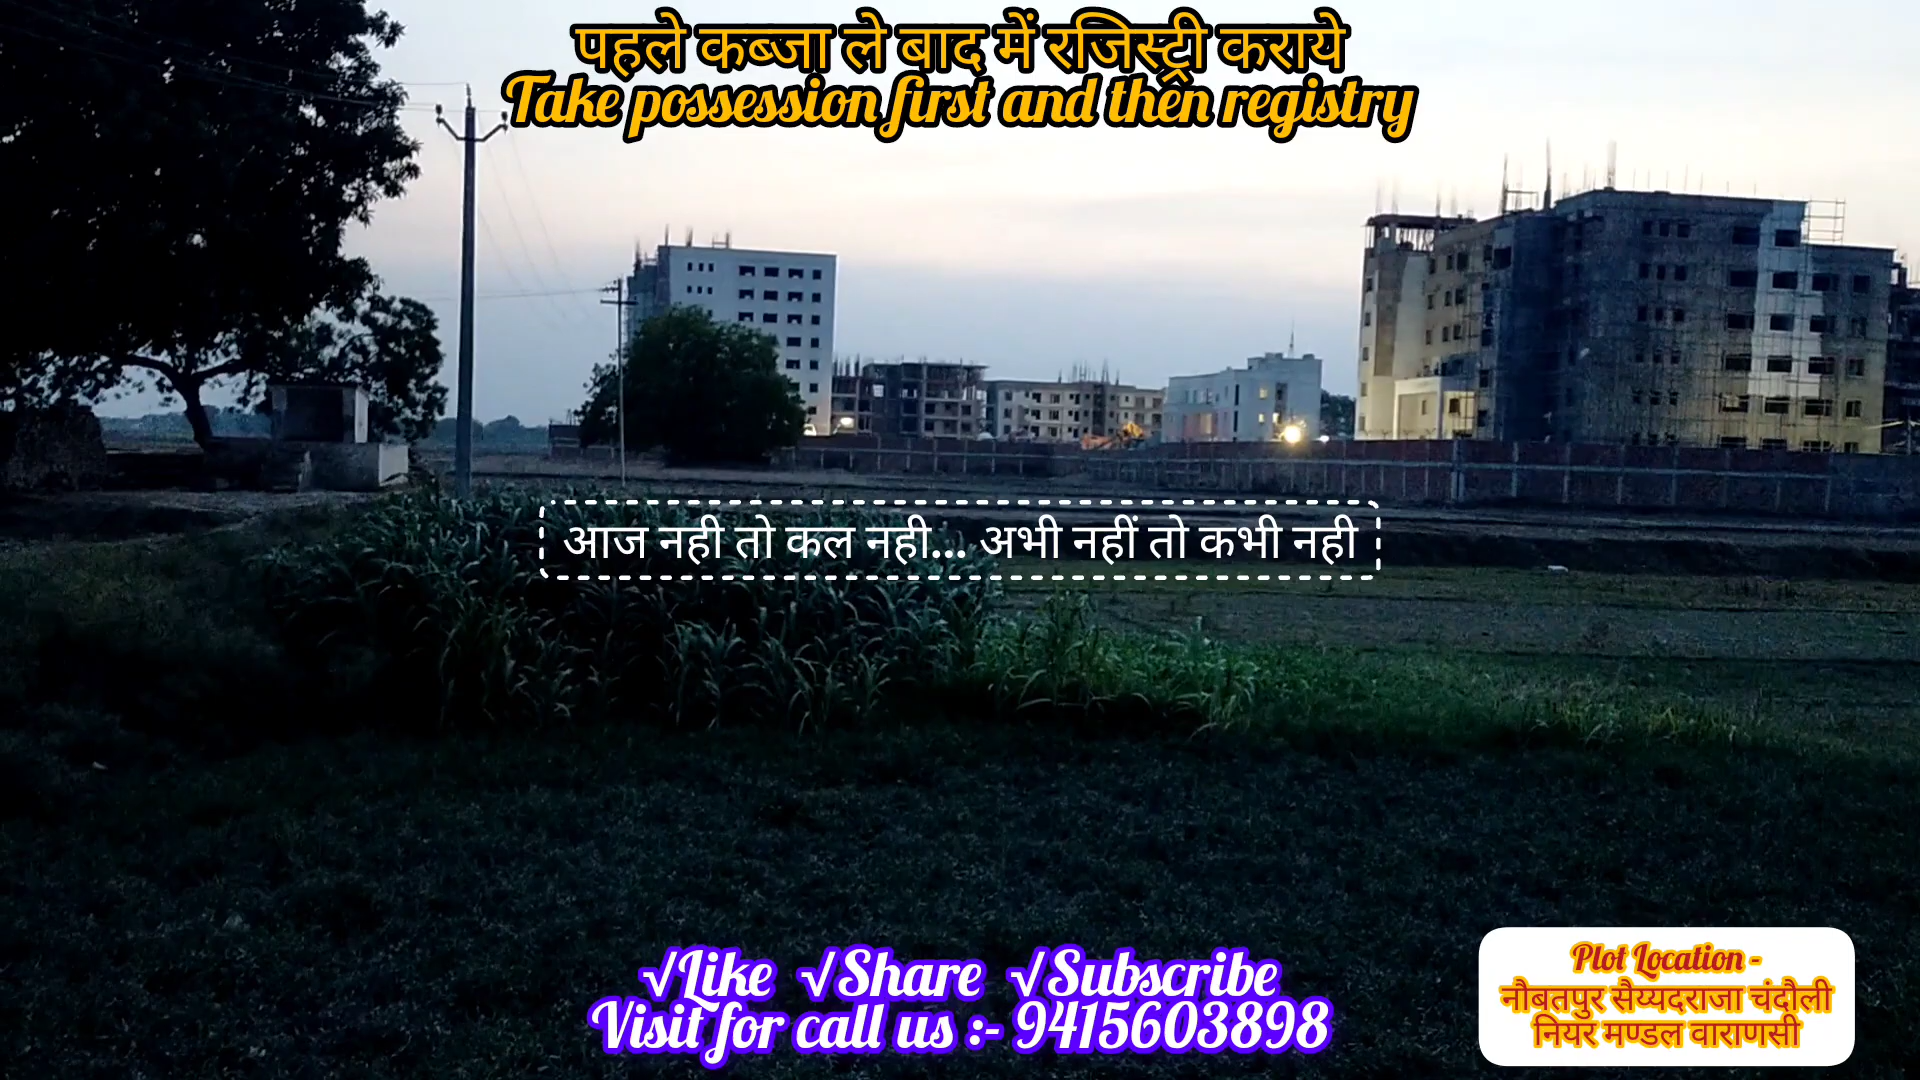 पहले कब्जा ले बाद में रजिस्ट्री कराये
Take possession first and then registry
आज नही तो कल नही... अभी नहीं तो कभी नही
√Like √Share √Subscribe
Visit for call us :- 9415603898
Plot Location -
नौबतपुर सैय्यदराजा चंदौली
नियर मण्डल वाराणसी